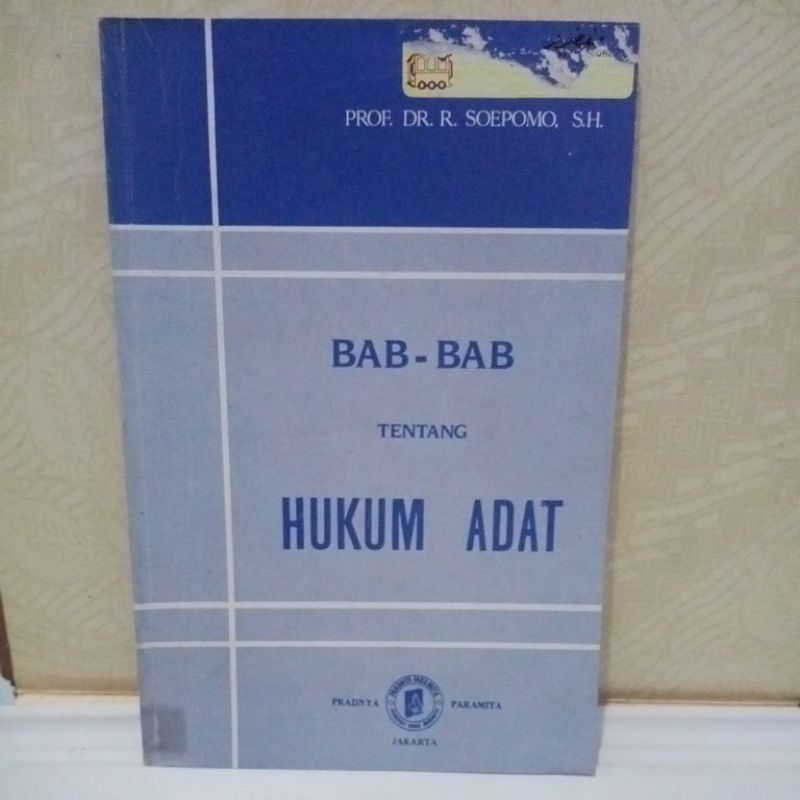 PROF. DR. R. SOEPOMO, S.H.
BAB - BAB
TENTANG
HUKUM ADAT
PRADNYA PARAMITA
JAKARTA